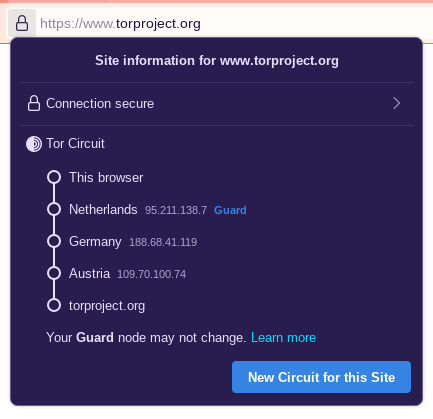 https://www.torproject.org
Site information for www.torproject.org
Connection secure
Tor Circuit
This browser
Netherlands 95.211.138.7 Guard
Germany 188.68.41.119
Austria 109.70.100.74
torproject.org
Your Guard node may not change. Learn more
New Circuit for this Site